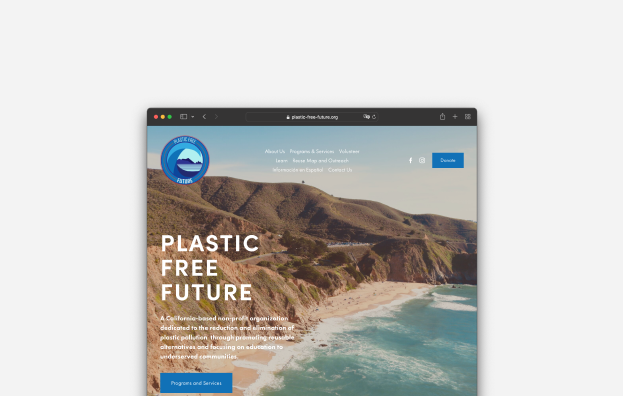 plastic-free-future.org
PLASTIC FREE
FUTURE
About Us Programs & Services Volunteer
Learn Reuse Map and Outreach
Información en Español Contact Us
Donate
PLASTIC
FREE
FUTURE
A California-based non-profit organization
dedicated to the reduction and elimination of
plastic pollution, through promoting reusable
alternatives and focusing on education to
underserved communities.
Programs and Services